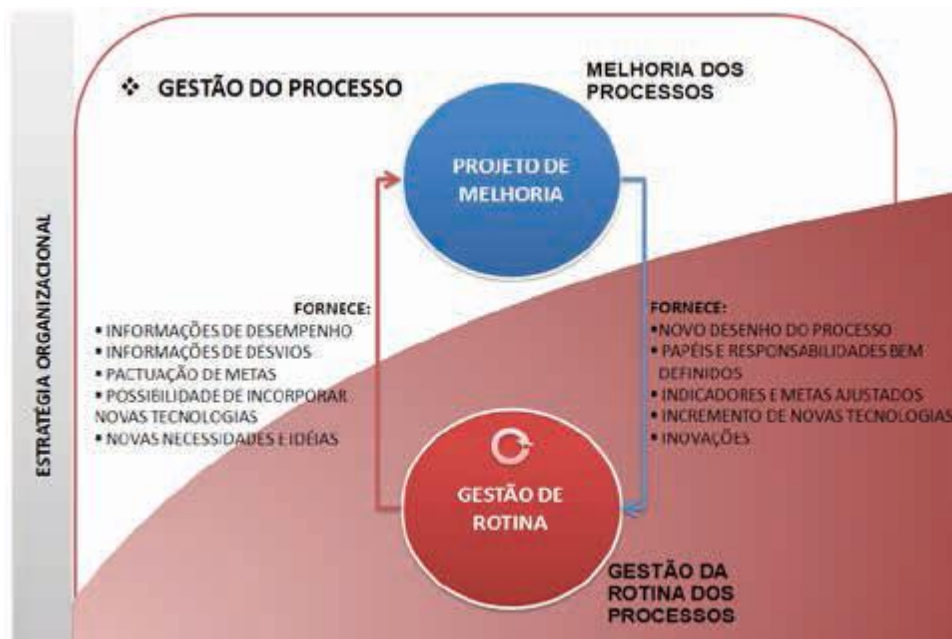 ❖ GESTÃO DO PROCESSO
MELHORIA DOS
PROCESSOS
PROJETO DE
MELHORIA
ESTRATÉGIA ORGANIZACIONAL
FORNECE:
▪ INFORMAÇÕES DE DESEMPENHO
▪ INFORMAÇÕES DE DESVIOS
▪ PACTUAÇÃO DE METAS
▪ POSSIBILIDADE DE INCORPORAR
NOVAS TECNOLOGIAS
▪ NOVAS NECESSIDADES E IDÉIAS
FORNECE:
▪ NOVO DESENHO DO PROCESSO
▪ PAPÉIS E RESPONSABILIDADES BEM
DEFINIDOS
▪ INDICADORES E METAS AJUSTADOS
▪ INCREMENTO DE NOVAS TECNOLOGIAS
▪ INOVAÇÕES
GESTÃO DE
ROTINA
GESTÃO DA
ROTINA DOS
PROCESSOS